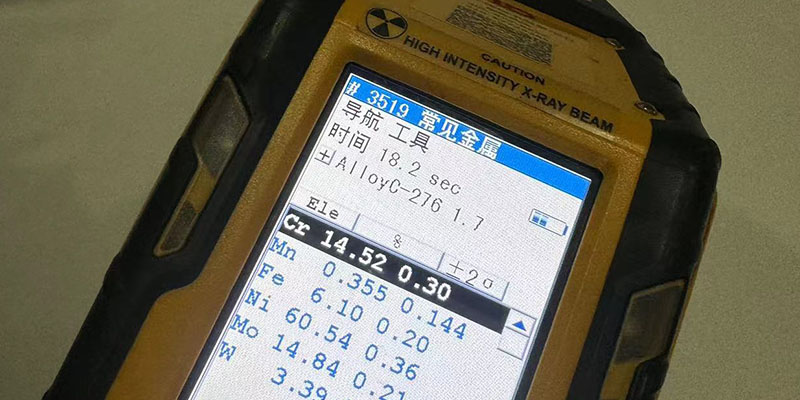 CAUTION
HIGH INTENSITY X-RAY BEAM
# 3519 常见金属
导航 工具
时间 18.2 sec
AlloyC-276 1.7
Ele % ±2σ
Cr 14.52 0.30
Mn 0.355 0.144
Fe 6.10 0.20
Ni 60.54 0.36
Mo 14.84 0.21
W 3.39